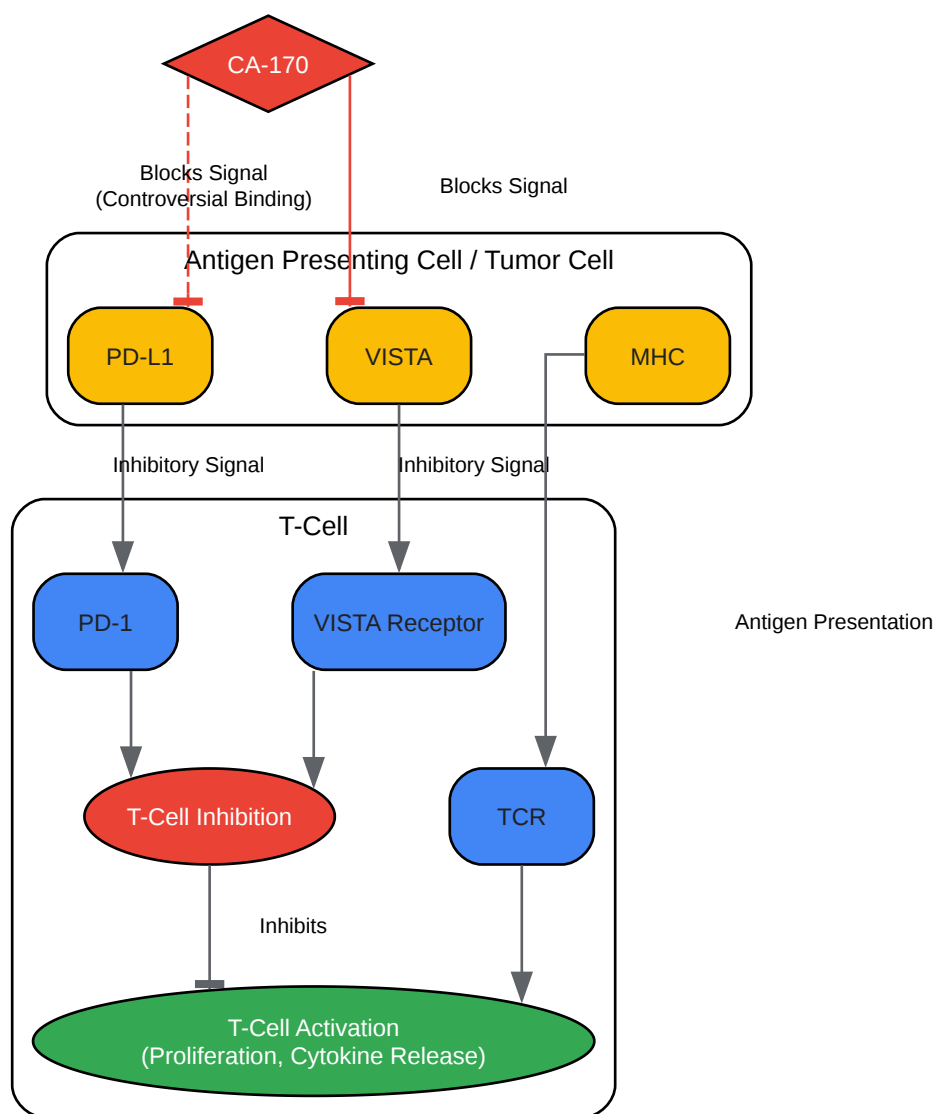 CA-170
Blocks Signal
(Controversial Binding)
Blocks Signal
Antigen Presenting Cell / Tumor Cell
PD-L1
VISTA
MHC
Inhibitory Signal
Inhibitory Signal
T-Cell
PD-1
VISTA Receptor
Antigen Presentation
T-Cell Inhibition
TCR
Inhibits
T-Cell Activation
(Proliferation, Cytokine Release)